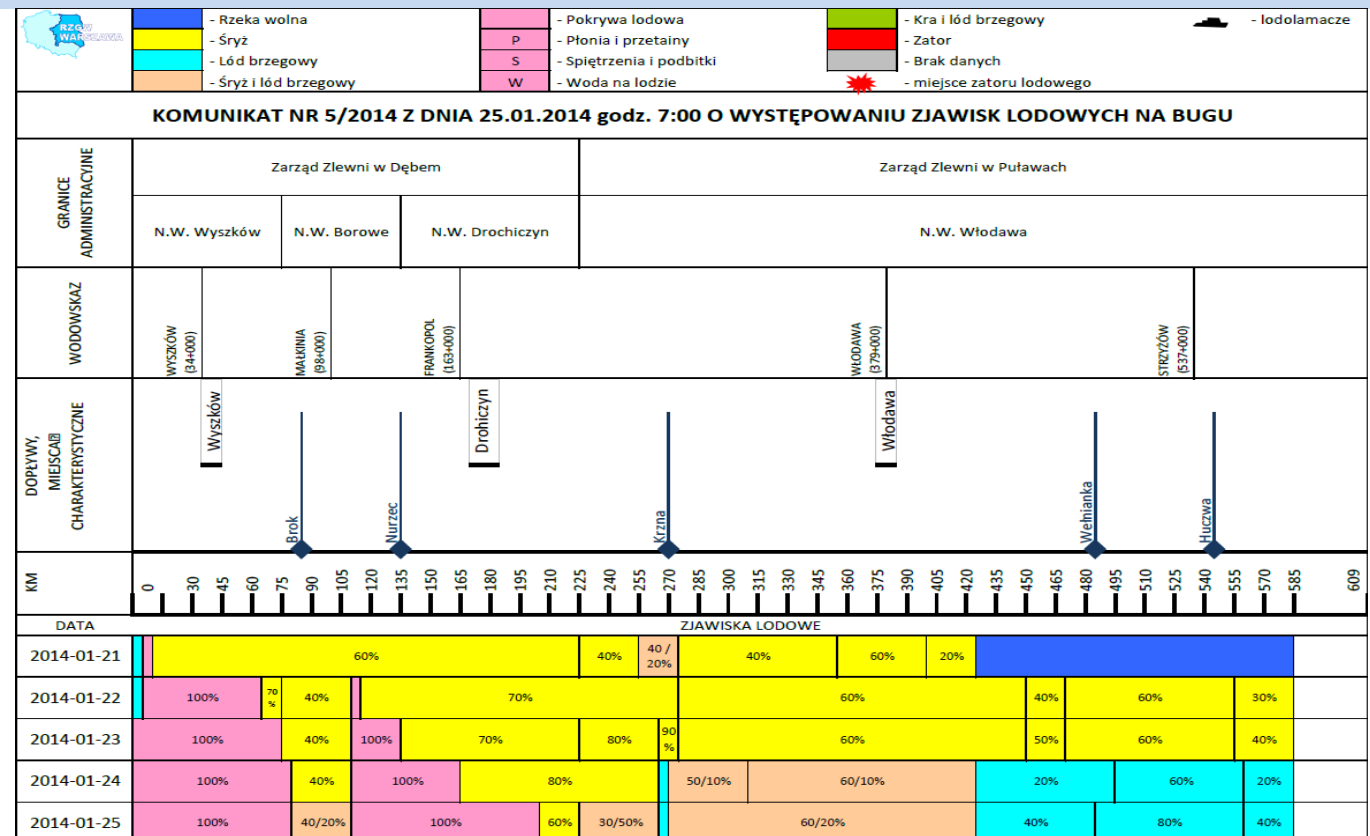 RZGW
WARSZAWA
- Rzeka wolna
- Śryż
- Lód brzegowy
- Śryż i lód brzegowy
- Pokrywa lodowa
P - Płonia i przetainy
S - Spiętrzenia i podbitki
W - Woda na lodzie
- Kra i lód brzegowy
- Zator
- Brak danych
- miejsce zatoru lodowego
- lodolamacze
KOMUNIKAT NR 5/2014 Z DNIA 25.01.2014 godz. 7:00 O WYSTĘPOWANIU ZJAWISK LODOWYCH NA BUGU
GRANICE
ADMINISTRACYJNE
Zarząd Zlewni w Dębem
Zarząd Zlewni w Puławach
N.W. Wyszków
N.W. Borowe
N.W. Drochiczyn
N.W. Włodawa
WODOWSKAZ
WYSZKÓW
(34+000)
MAŁKINIA
(98+000)
FRANKOPOL
(163+000)
WŁODAWA
(379+000)
STRZYŻÓW
(537+000)
DOPŁYWY,
MIEJSCA
CHARAKTERYSTYCZNE
Wyszków
Brok
Nurzec
Drohiczyn
Krzna
Włodawa
Wełnianka
Huczwa
KM
0 30 45 60 75 90 105 120 135 150 165 180 195 210 225 240 255 270 285 300 315 330 345 360 375 390 405 420 435 450 465 480 495 510 525 540 555 570 585 609
DATA
ZJAWISKA LODOWE
2014-01-21 60% 40% 40 / 20% 40% 60% 20%
2014-01-22 100% 70 % 40% 70% 60% 40% 60% 30%
2014-01-23 100% 40% 100% 70% 80% 90 % 60% 50% 60% 40%
2014-01-24 100% 40% 100% 80% 50/10% 60/10% 20% 60% 20%
2014-01-25 100% 40/20% 100% 60% 30/50% 60/20% 40% 80% 40%